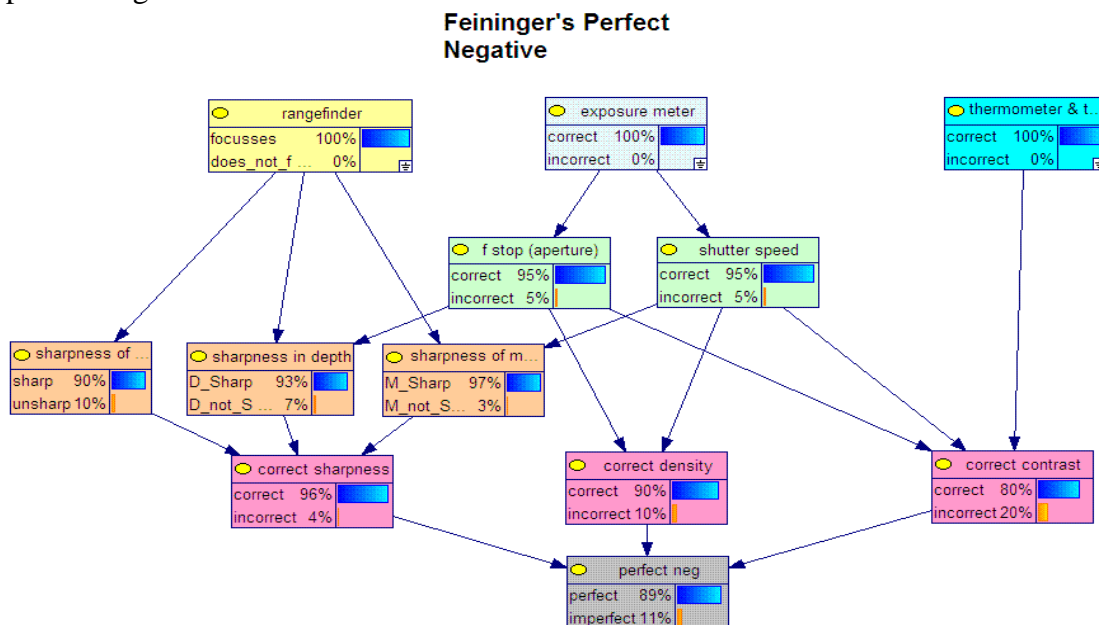 Feininger's Perfect
Negative
rangefinder
focusses 100%
does_not_f ... 0%
exposure meter
correct 100%
incorrect 0%
thermometer & t...
correct 100%
incorrect 0%
f stop (aperture)
correct 95%
incorrect 5%
shutter speed
correct 95%
incorrect 5%
sharpness of ...
sharp 90%
unsharp 10%
sharpness in depth
D_Sharp 93%
D_not_S ... 7%
sharpness of m...
M_Sharp 97%
M_not_S... 3%
correct sharpness
correct 96%
incorrect 4%
correct density
correct 90%
incorrect 10%
correct contrast
correct 80%
incorrect 20%
perfect neg
perfect 89%
imperfect 11%